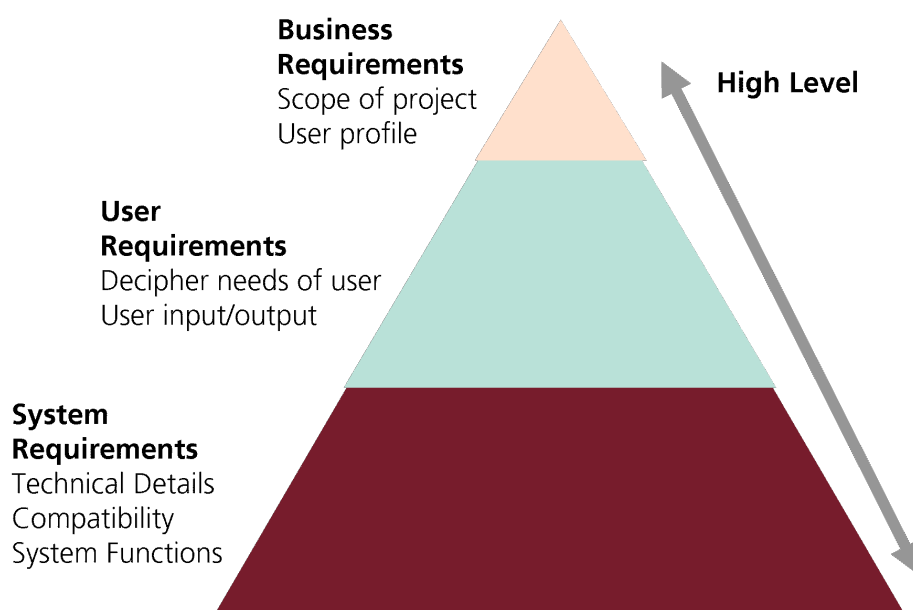 Business
Requirements
Scope of project
User profile
High Level
User
Requirements
Decipher needs of user
User input/output
System
Requirements
Technical Details
Compatibility
System Functions